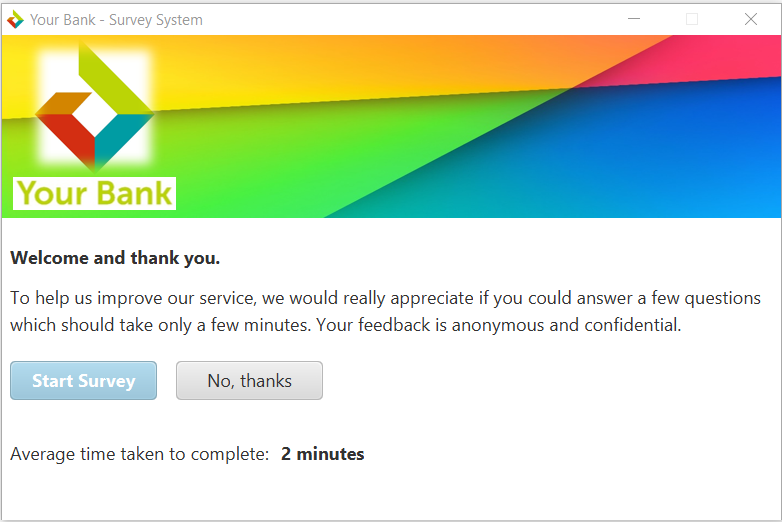 Your Bank - Survey System
Your Bank
Welcome and thank you.
To help us improve our service, we would really appreciate if you could answer a few questions
which should take only a few minutes. Your feedback is anonymous and confidential.
Start Survey
No, thanks
Average time taken to complete: 2 minutes